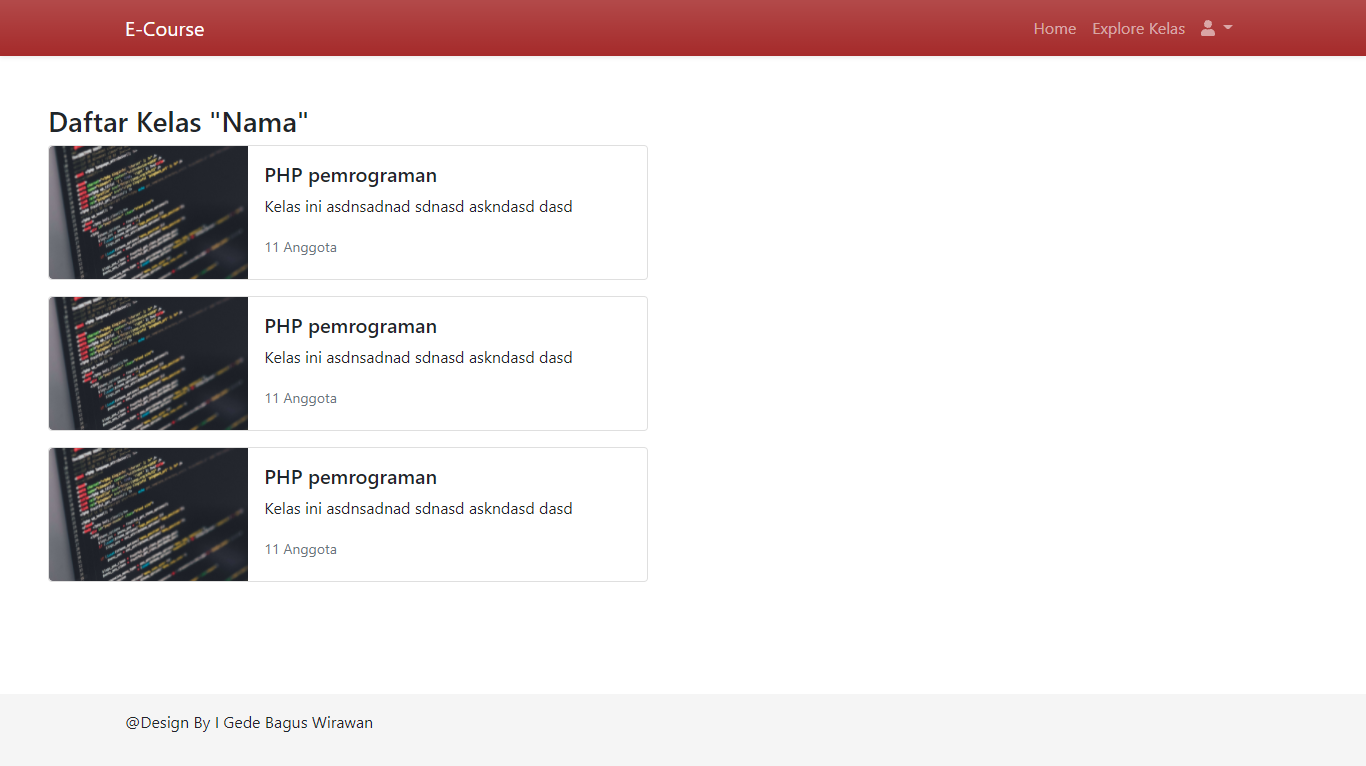 E-Course
Home Explore Kelas
Daftar Kelas "Nama"
PHP pemrograman
Kelas ini asdnsadnad sdnasd askndasd dasd
11 Anggota
PHP pemrograman
Kelas ini asdnsadnad sdnasd askndasd dasd
11 Anggota
PHP pemrograman
Kelas ini asdnsadnad sdnasd askndasd dasd
11 Anggota
@Design By I Gede Bagus Wirawan